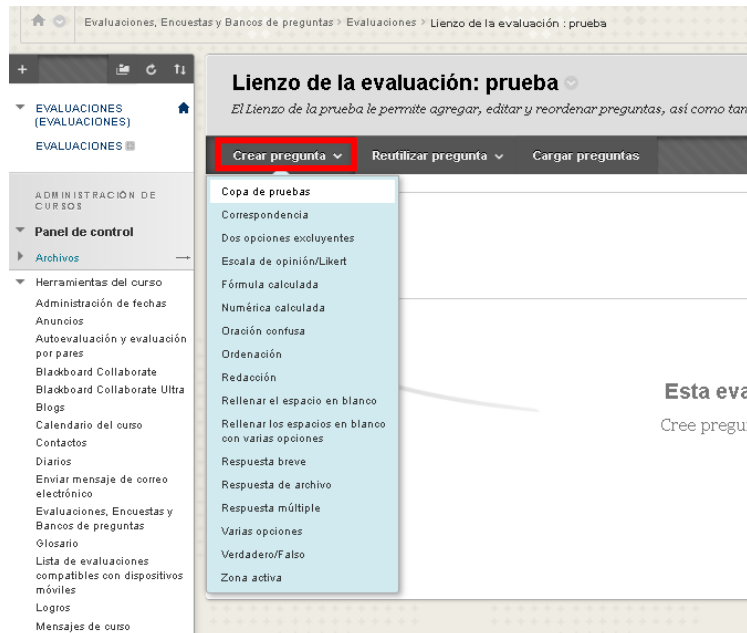 Evaluaciones, Encuestas y Bancos de preguntas > Evaluaciones > Lienzo de la evaluación : prueba
EVALUACIONES
(EVALUACIONES)
EVALUACIONES
ADMINISTRACIÓN DE
CURSOS
Panel de control
Archivos
Herramientas del curso
Administración de fechas
Anuncios
Autoevaluación y evaluación
por pares
Blackboard Collaborate
Blackboard Collaborate Ultra
Blogs
Calendario del curso
Contactos
Diarios
Enviar mensaje de correo
electrónico
Evaluaciones, Encuestas y
Bancos de preguntas
Glosario
Lista de evaluaciones
compatibles con dispositivos
móviles
Logros
Mensajes de curso
Lienzo de la evaluación: prueba
El Lienzo de la prueba le permite agregar, editar y reordenar preguntas, así como tan
Crear pregunta
Reutilizar pregunta
Cargar preguntas
Copa de pruebas
Correspondencia
Dos opciones excluyentes
Escala de opinión/Likert
Fórmula calculada
Numérica calculada
Oración confusa
Ordenación
Redacción
Rellenar el espacio en blanco
Rellenar los espacios en blanco
con varias opciones
Respuesta breve
Respuesta de archivo
Respuesta múltiple
Varias opciones
Verdadero/Falso
Zona activa
Esta eva
Cree pregu